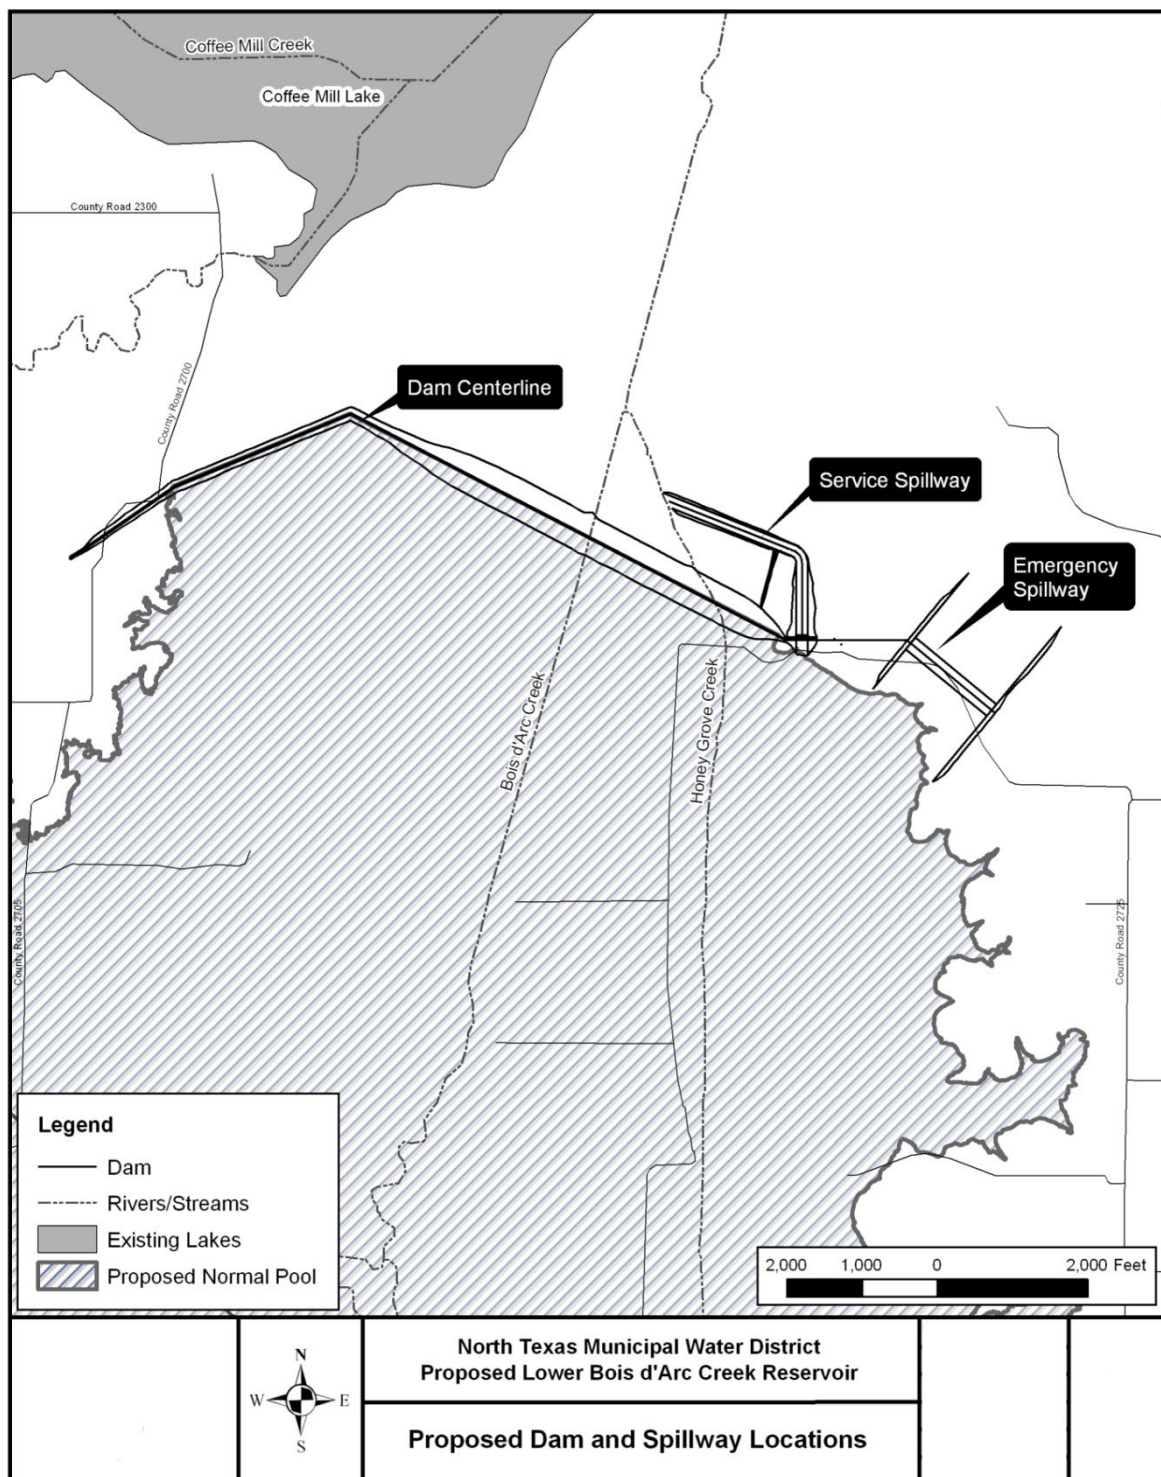 Coffee Mill Creek
Coffee Mill Lake
County Road 2300
County Road 2700
Dam Centerline
Service Spillway
Emergency
Spillway
Bois d'Arc Creek
Honey Grove Creek
County Road 2705
County Road 2725
Legend
Dam
Rivers/Streams
Existing Lakes
Proposed Normal Pool
2,000 1,000 0 2,000 Feet
N
W E
S
North Texas Municipal Water District
Proposed Lower Bois d'Arc Creek Reservoir
Proposed Dam and Spillway Locations